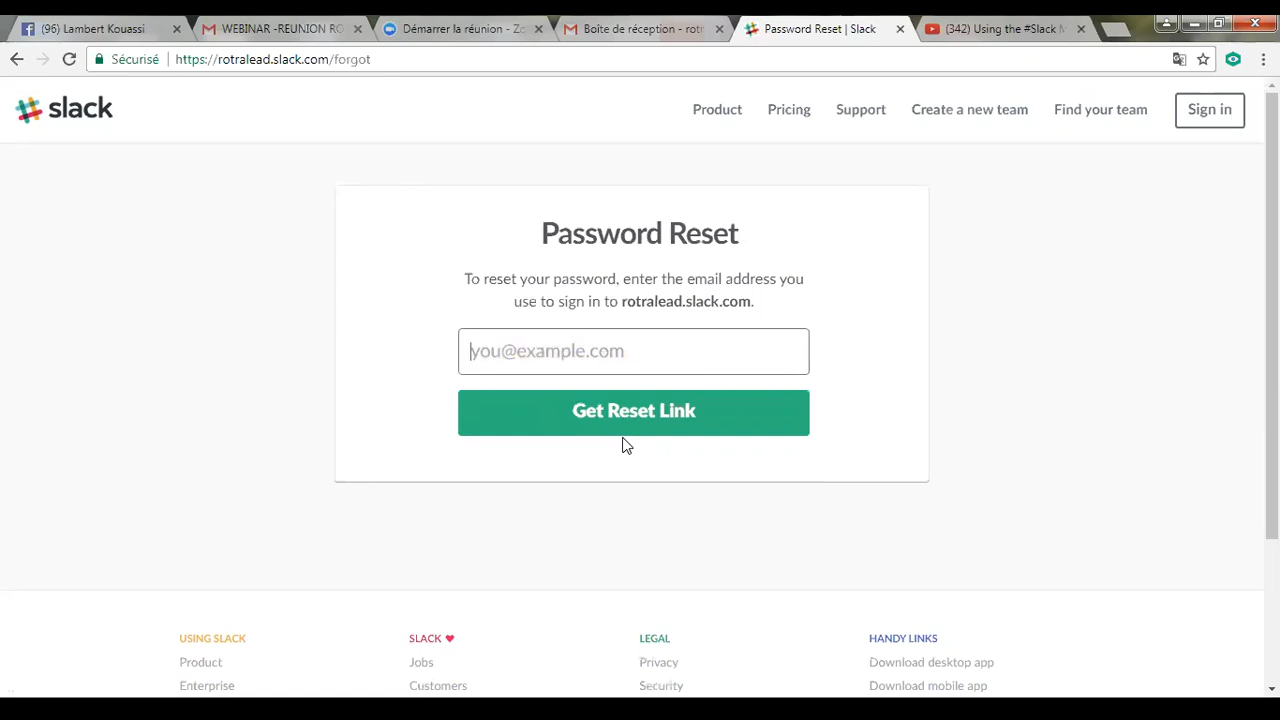 (96) Lambert Kouassi
WEBINAR -REUNION RO
Démarrer la réunion - Zo
Boîte de réception - rotr
Password Reset | Slack
(342) Using the #Slack M
Sécurisé
https://rotralead.slack.com/forgot
slack
Product
Pricing
Support
Create a new team
Find your team
Sign in
Password Reset
To reset your password, enter the email address you
use to sign in to rotralead.slack.com.
you@example.com
Get Reset Link
USING SLACK
SLACK
LEGAL
HANDY LINKS
Product
Jobs
Privacy
Download desktop app
Enterprise
Customers
Security
Download mobile app